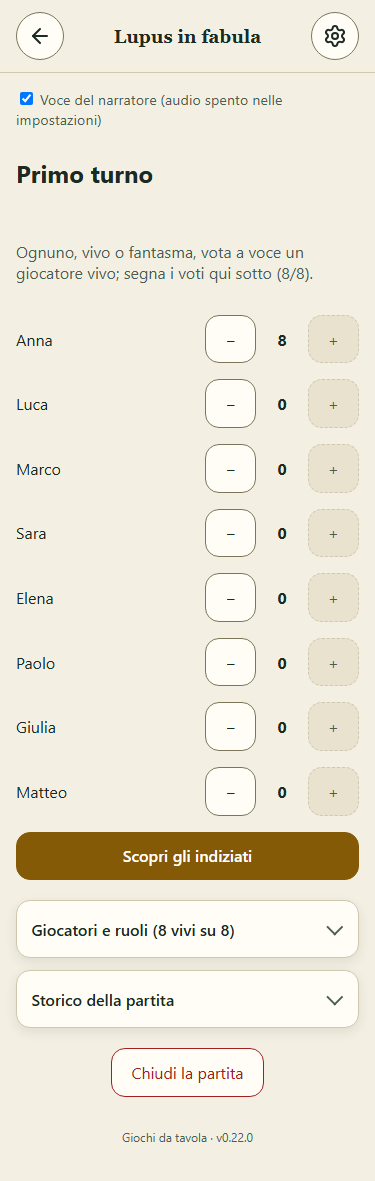 Lupus in fabula
Voce del narratore (audio spento nelle
impostazioni)
Primo turno
Ognuno, vivo o fantasma, vota a voce un
giocatore vivo; segna i voti qui sotto (8/8).
Anna – 8 +
Luca – 0 +
Marco – 0 +
Sara – 0 +
Elena – 0 +
Paolo – 0 +
Giulia – 0 +
Matteo – 0 +
Scopri gli indiziati
Giocatori e ruoli (8 vivi su 8)
Storico della partita
Chiudi la partita
Giochi da tavola · v0.22.0